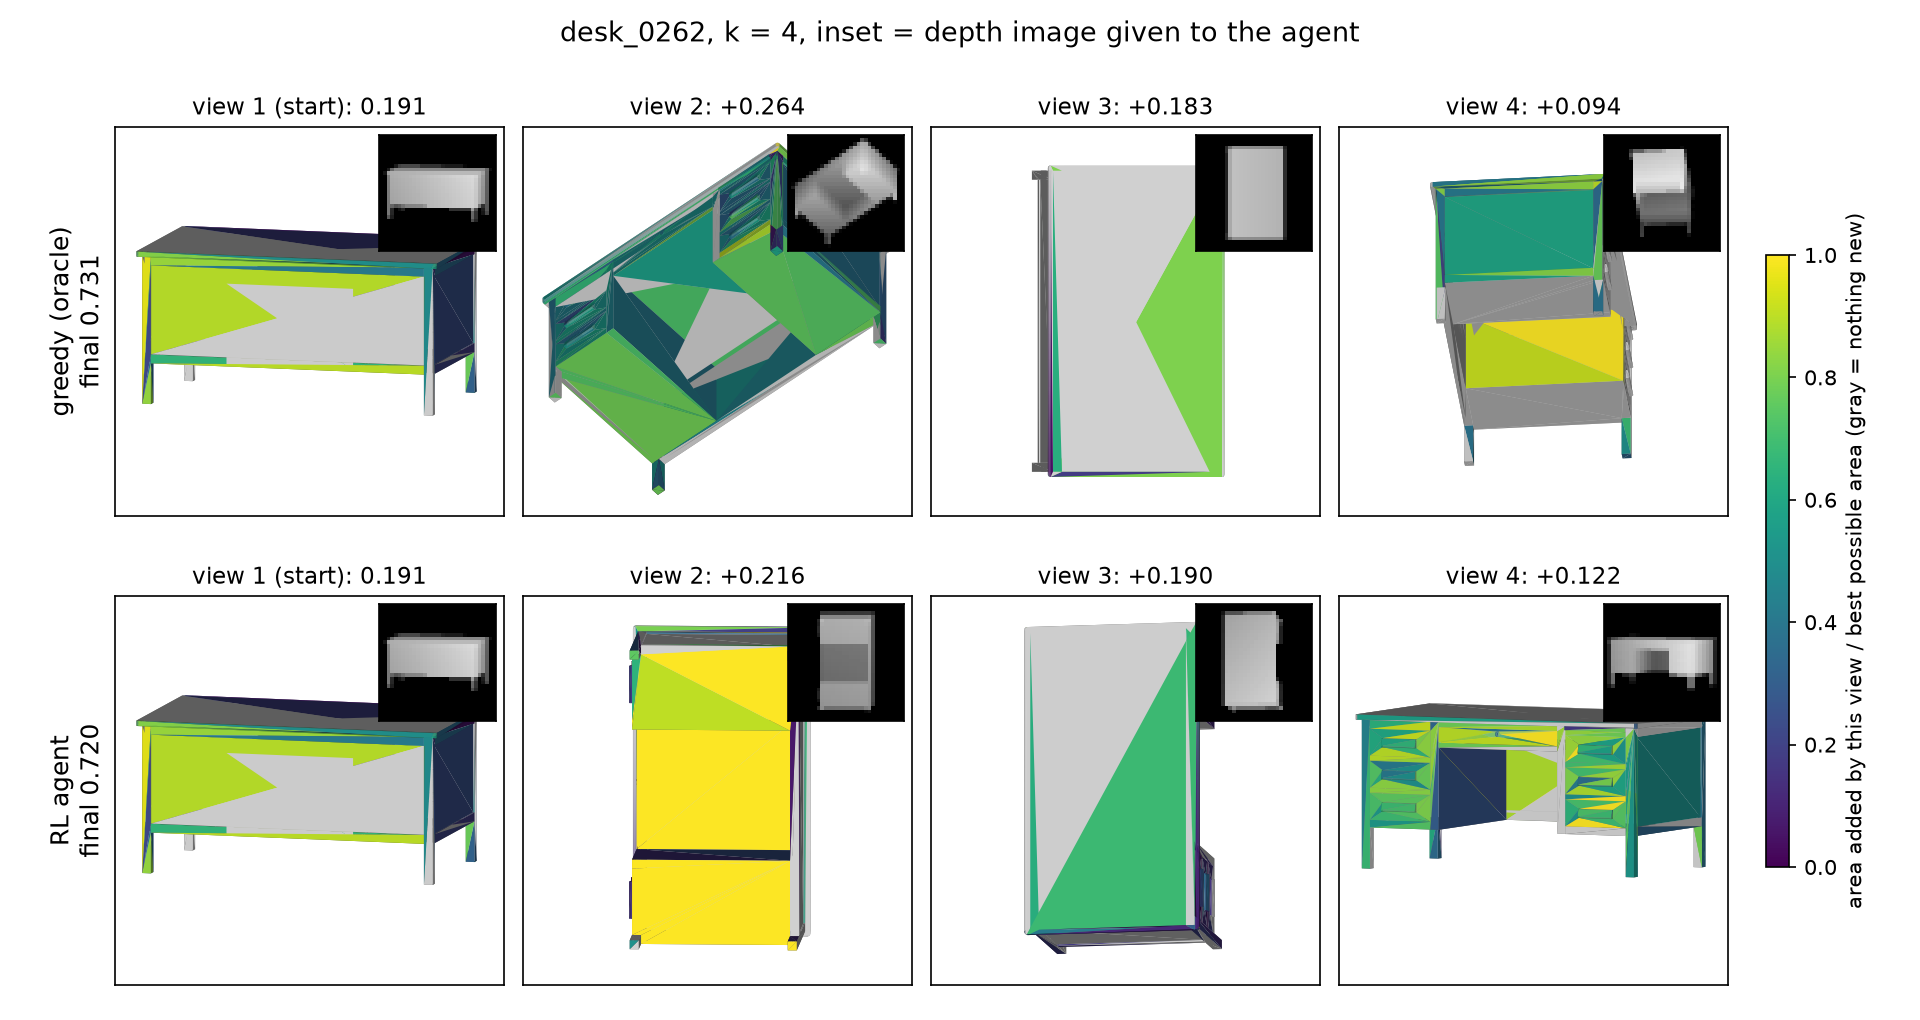 desk_0262, k = 4, inset = depth image given to the agent
view 1 (start): 0.191
view 2: +0.264
view 3: +0.183
view 4: +0.094
greedy (oracle)
final 0.731
view 1 (start): 0.191
view 2: +0.216
view 3: +0.190
view 4: +0.122
RL agent
final 0.720
1.0
0.8
0.6
0.4
0.2
0.0
area added by this view / best possible area (gray = nothing new)